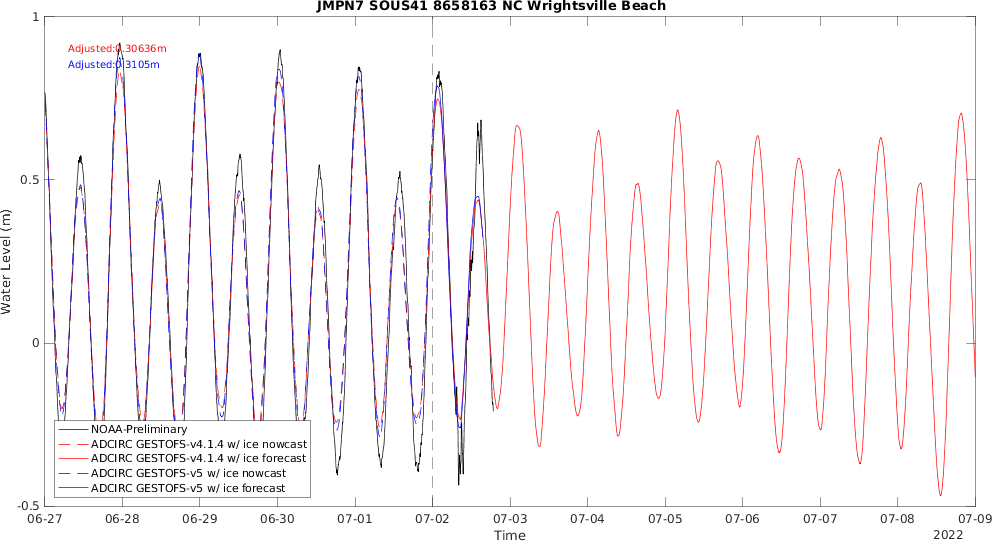 JMPN7 SOUS41 8658163 NC Wrightsville Beach
1
Adjusted:0.30636m
Adjusted:0.3105m
0.5
Water Level (m)
0
NOAA-Preliminary
ADCIRC GESTOFS-v4.1.4 w/ ice nowcast
ADCIRC GESTOFS-v4.1.4 w/ ice forecast
ADCIRC GESTOFS-v5 w/ ice nowcast
ADCIRC GESTOFS-v5 w/ ice forecast
-0.5
06-27 06-28 06-29 06-30 07-01 07-02 07-03 07-04 07-05 07-06 07-07 07-08 07-09
Time
2022